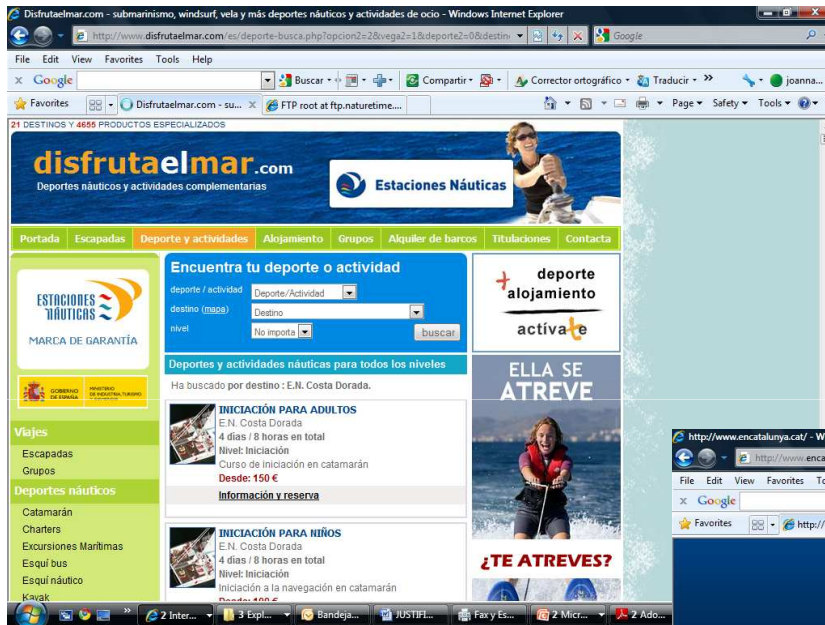 Disfrutaelmar.com - submarinismo, windsurf, vela y más deportes náuticos y actividades de ocio - Windows Internet Explorer
http://www.disfrutaelmar.com/es/deporte-busca.php?opcion2=2&vega2=1&deporte2=0&destin
Google
File Edit View Favorites Tools Help
x Google Buscar Compartir Corrector ortográfico Traducir » joanna...
Favorites Disfrutaelmar.com - su... x FTP root at ftp.naturetime.... Page Safety Tools
21 DESTINOS Y 4655 PRODUCTOS ESPECIALIZADOS
disfrutaelmar.com
Deportes náuticos y actividades complementarias
Estaciones Náuticas
Portada Escapadas Deporte y actividades Alojamiento Grupos Alquiler de barcos Titulaciones Contacta
ESTACIONES
NÁUTICAS
MARCA DE GARANTÍA
GOBIERNO
DE ESPAÑA
MINISTERIO
DE INDUSTRIA, TURISMO
Encuentra tu deporte o actividad
deporte / actividad Deporte/Actividad
destino (mapa) Destino
nivel No importa buscar
+ deporte
alojamiento
actívate
Deportes y actividades náuticas para todos los niveles
Ha buscado por destino : E.N. Costa Dorada.
INICIACIÓN PARA ADULTOS
E.N. Costa Dorada
4 días / 8 horas en total
Nivel: Iniciación
Curso de iniciación en catamarán
Desde: 150 €
Información y reserva
INICIACIÓN PARA NIÑOS
E.N. Costa Dorada
4 días / 8 horas en total
Nivel: Iniciación
Iniciación a la navegación en catamarán
ELLA SE
ATREVE
¿TE ATREVES?
Viajes
Escapadas
Grupos
Deportes náuticos
Catamarán
Charters
Excursiones Marítimas
Esquí bus
Esquí náutico
Kayak
http://www.encatalunya.cat/ - W
http://www.enca
File Edit View Favorites To
x Google
Favorites http://
» 2 Inter... 3 Expl... Bandeja... JUSTIFI... Fax y Es... 2 Micr... 2 Ado...